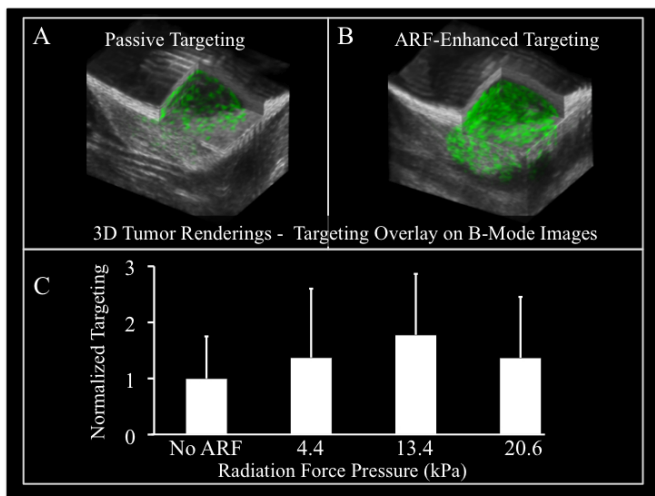 A
Passive Targeting
B
ARF-Enhanced Targeting
3D Tumor Renderings - Targeting Overlay on B-Mode Images
C
Normalized Targeting
3
2
1
0
No ARF
4.4
13.4
20.6
Radiation Force Pressure (kPa)